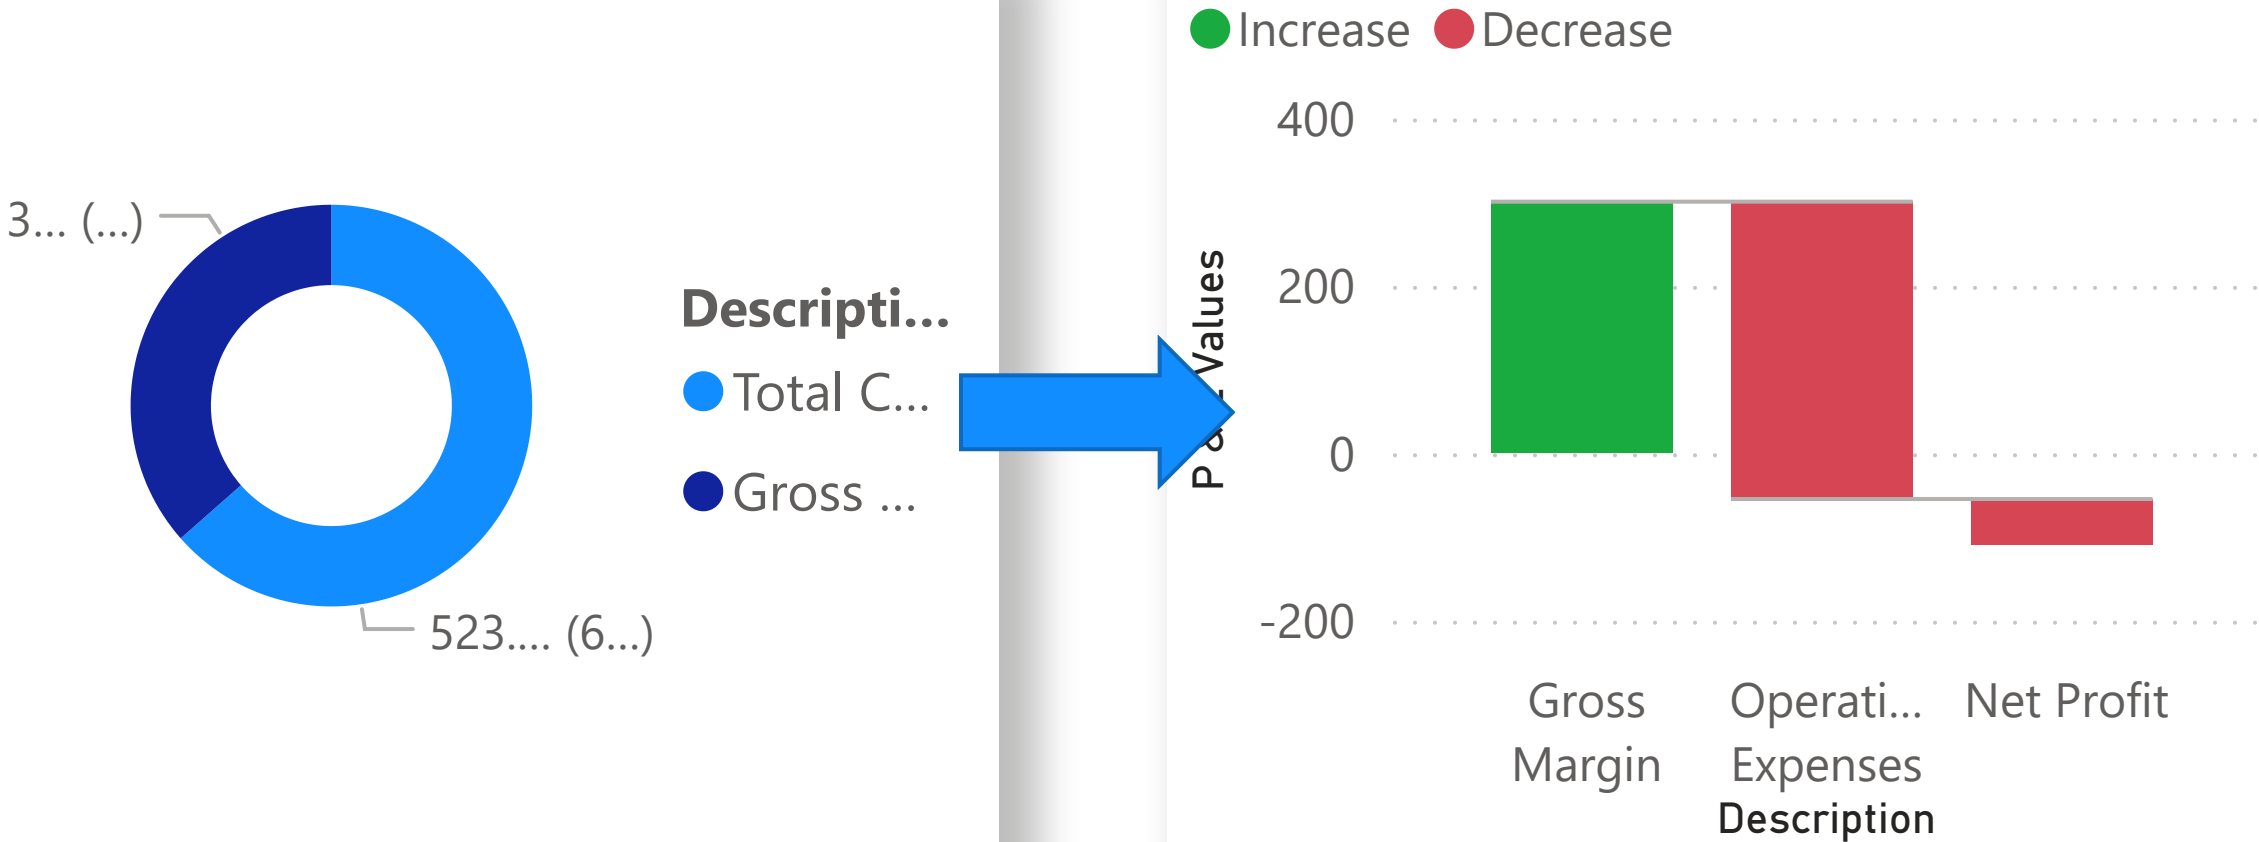 3... (...)
523.... (6...)
Descripti...
Total C...
Gross ...
Increase
Decrease
400
200
0
-200
P
Values
Gross
Margin
Operati...
Expenses
Net Profit
Description